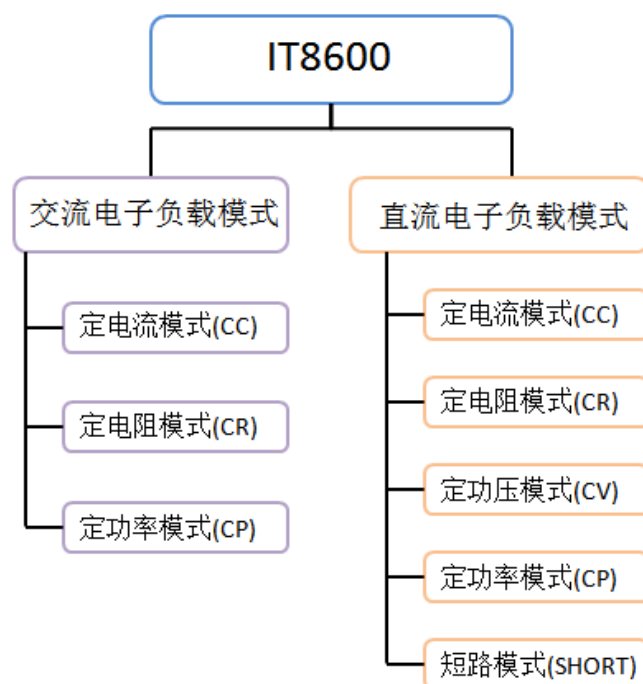 IT8600
交流电子负载模式
定电流模式(CC)
定电阻模式(CR)
定功率模式(CP)
直流电子负载模式
定电流模式(CC)
定电阻模式(CR)
定功压模式(CV)
定功率模式(CP)
短路模式(SHORT)